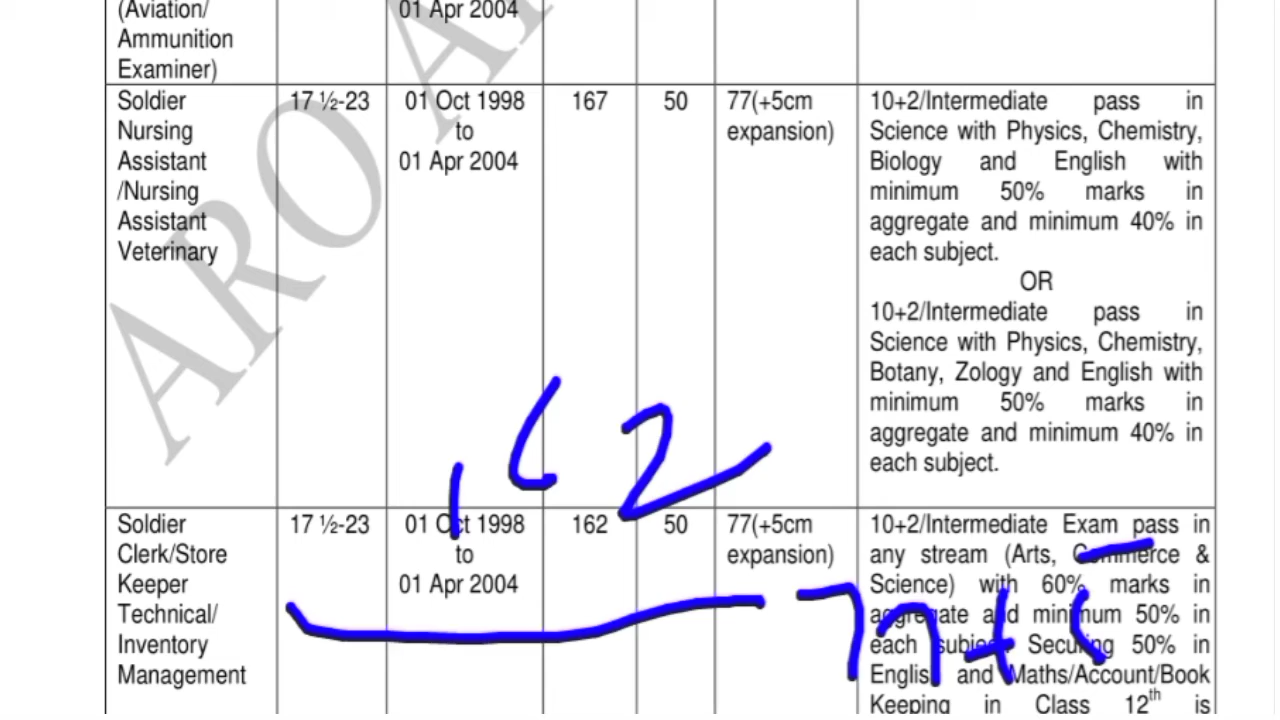 (Aviation/ 01 Apr 2004
Ammunition
Examiner)
Soldier 17 ½-23 01 Oct 1998 167 50 77(+5cm 10+2/Intermediate pass in
Nursing to expansion) Science with Physics, Chemistry,
Assistant 01 Apr 2004 Biology and English with
/Nursing minimum 50% marks in
Assistant aggregate and minimum 40% in
Veterinary each subject.
OR
10+2/Intermediate pass in
Science with Physics, Chemistry,
Botany, Zology and English with
minimum 50% marks in
aggregate and minimum 40% in
each subject.
162
Soldier 17 ½-23 01 Oct 1998 162 50 77(+5cm 10+2/Intermediate Exam pass in
Clerk/Store to expansion) any stream (Arts, Commerce &
Keeper 01 Apr 2004 Science) with 60% marks in
Technical/ aggregate and minimum 50% in
Inventory each subject. Securing 50% in
Management English and Maths/Account/Book
Keeping in Class 12th is
77+5
ARO A